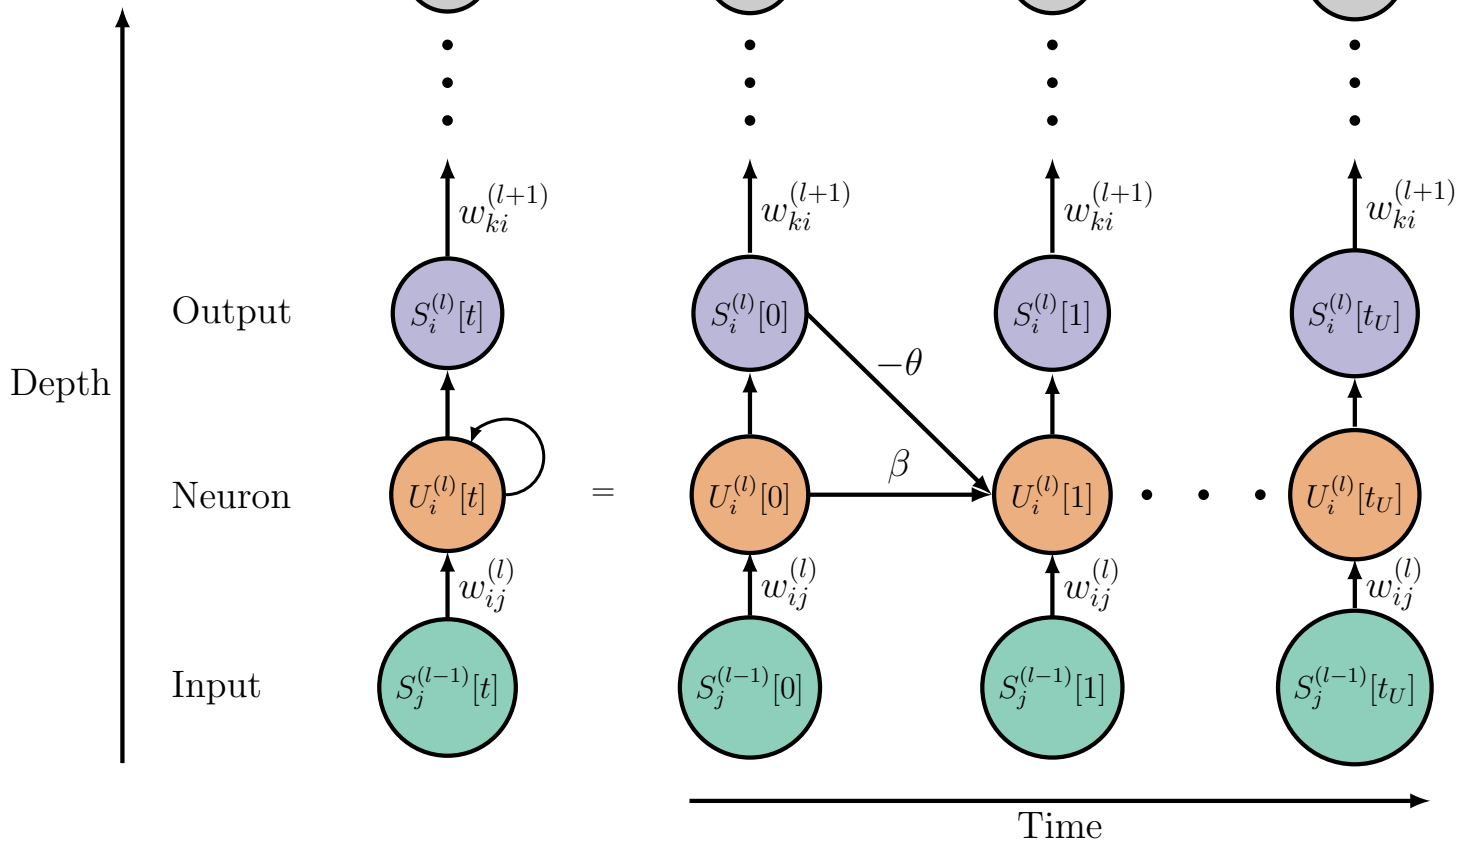 w_{ki}^{(l+1)} w_{ki}^{(l+1)} w_{ki}^{(l+1)} w_{ki}^{(l+1)}
Output S_i^{(l)}[t] S_i^{(l)}[0] S_i^{(l)}[1] S_i^{(l)}[t_U]
−θ
Depth
β
Neuron U_i^{(l)}[t] = U_i^{(l)}[0] U_i^{(l)}[1] U_i^{(l)}[t_U]
w_{ij}^{(l)} w_{ij}^{(l)} w_{ij}^{(l)} w_{ij}^{(l)}
Input S_j^{(l−1)}[t] S_j^{(l−1)}[0] S_j^{(l−1)}[1] S_j^{(l−1)}[t_U]
Time